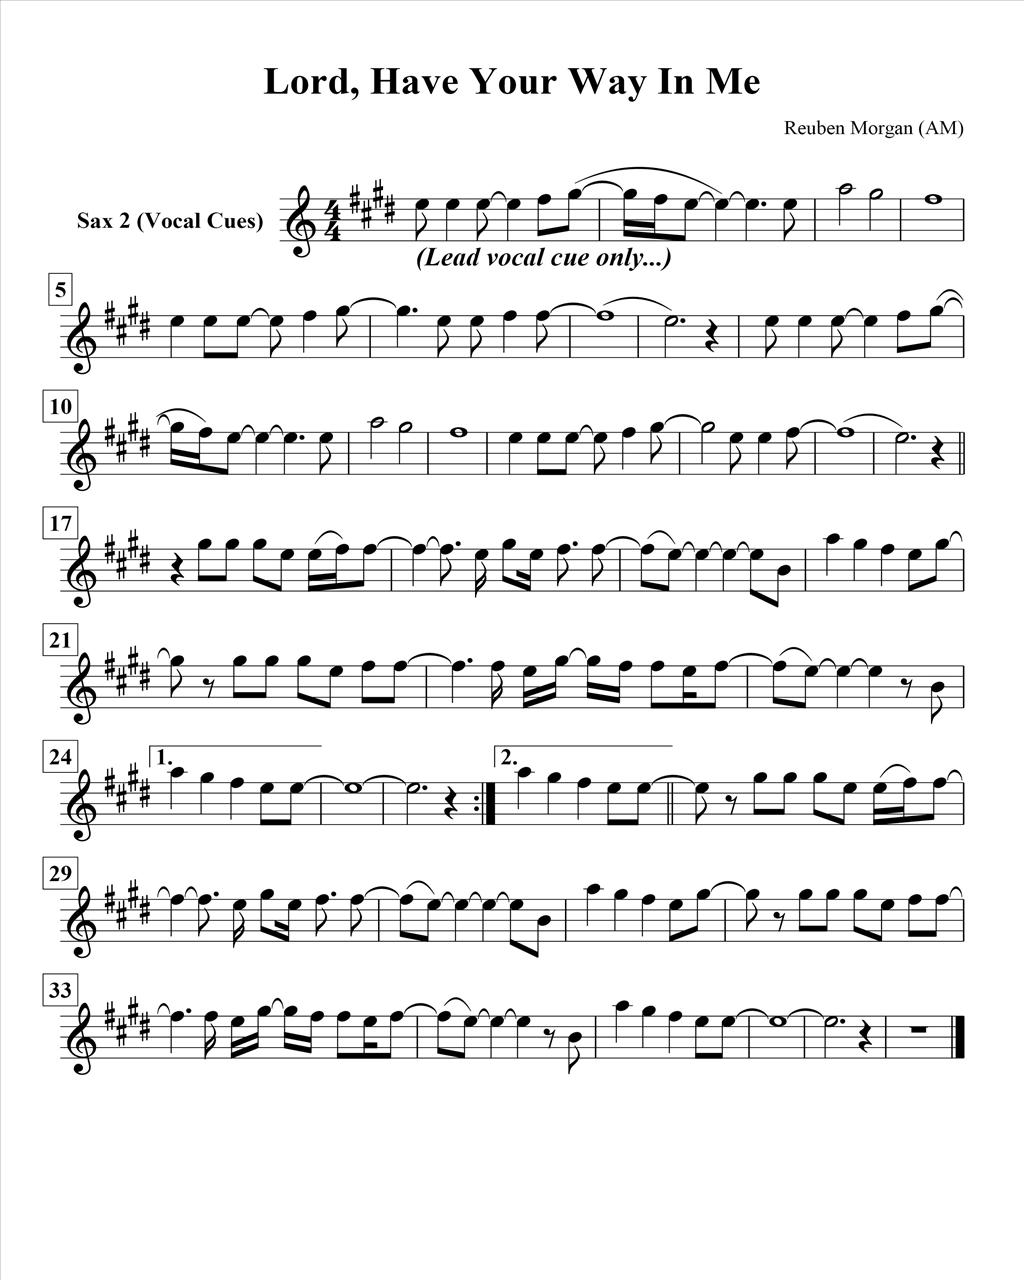 Lord, Have Your Way In Me
Reuben Morgan (AM)
Sax 2 (Vocal Cues)
4
4
(Lead vocal cue only...)
5
10
17
21
24
1.
2.
29
33